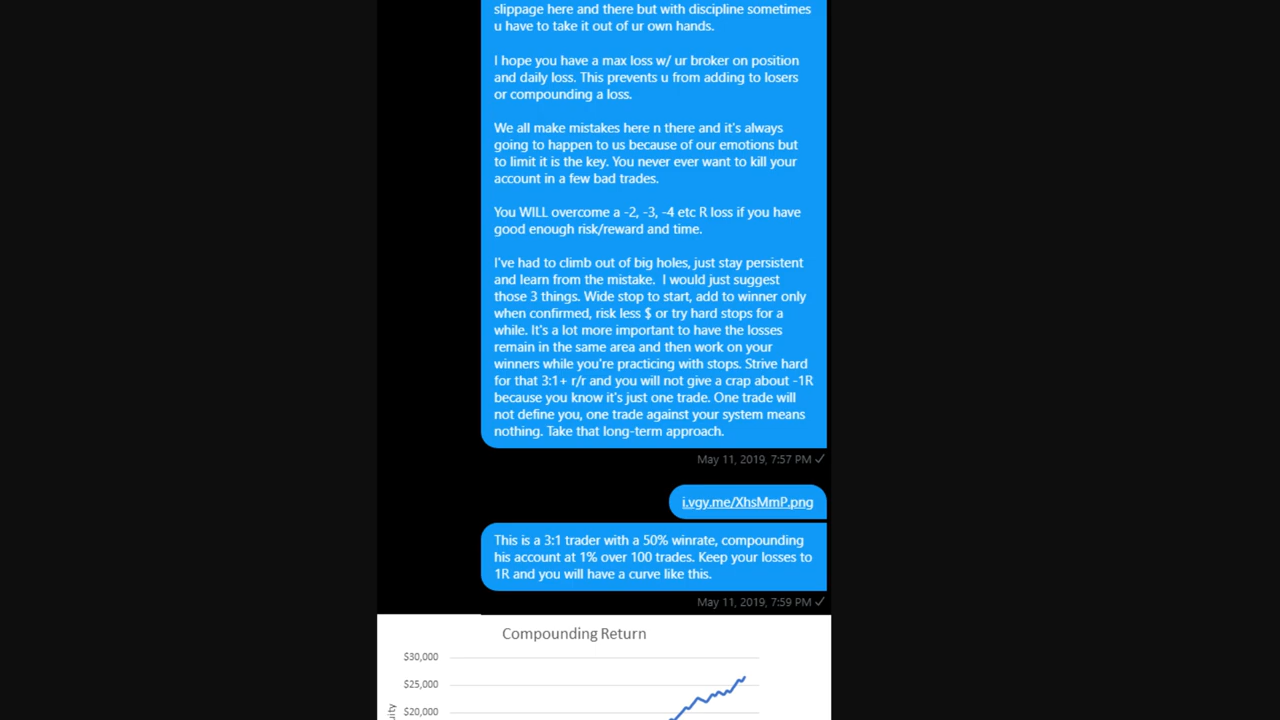 slippage here and there but with discipline sometimes
u have to take it out of ur own hands.
I hope you have a max loss w/ ur broker on position
and daily loss. This prevents u from adding to losers
or compounding a loss.
We all make mistakes here n there and it's always
going to happen to us because of our emotions but
to limit it is the key. You never ever want to kill your
account in a few bad trades.
You WILL overcome a -2, -3, -4 etc R loss if you have
good enough risk/reward and time.
I've had to climb out of big holes, just stay persistent
and learn from the mistake.  I would just suggest
those 3 things. Wide stop to start, add to winner only
when confirmed, risk less $ or try hard stops for a
while. It's a lot more important to have the losses
remain in the same area and then work on your
winners while you're practicing with stops. Strive hard
for that 3:1+ r/r and you will not give a crap about -1R
because you know it's just one trade. One trade will
not define you, one trade against your system means
nothing. Take that long-term approach.
May 11, 2019, 7:57 PM ✓
i.vgy.me/XhsMmP.png
This is a 3:1 trader with a 50% winrate, compounding
his account at 1% over 100 trades. Keep your losses to
1R and you will have a curve like this.
May 11, 2019, 7:59 PM ✓
Compounding Return
$30,000
$25,000
$20,000